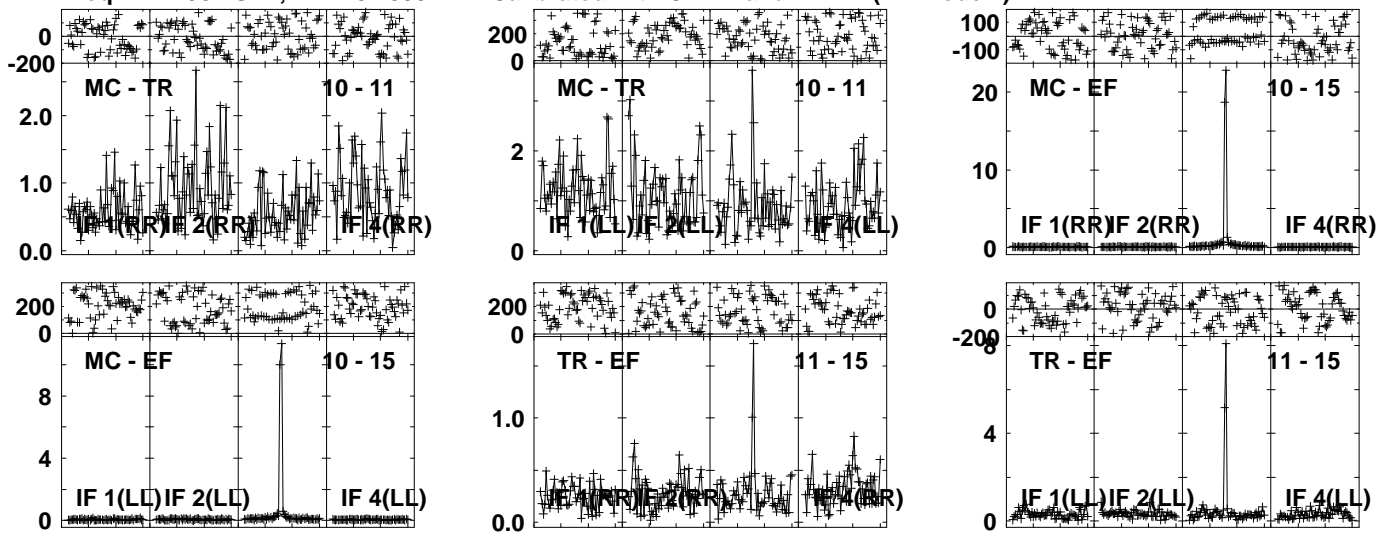 0
-200
MC - TR 10 - 11
2.0
1.0
0.0
IF 1(RR) IF 2(RR) IF 4(RR)
200
0
MC - TR 10 - 11
2
0
IF 1(LL) IF 2(LL) IF 4(LL)
100
-100
MC - EF 10 - 15
20
10
0
IF 1(RR) IF 2(RR) IF 4(RR)
200
0
MC - EF 10 - 15
8
4
0
IF 1(LL) IF 2(LL) IF 4(LL)
200
0
TR - EF 11 - 15
1.0
0.0
IF 1(RR) IF 2(RR) IF 4(RR)
0
-200
TR - EF 11 - 15
8
4
0
IF 1(LL) IF 2(LL) IF 4(LL)